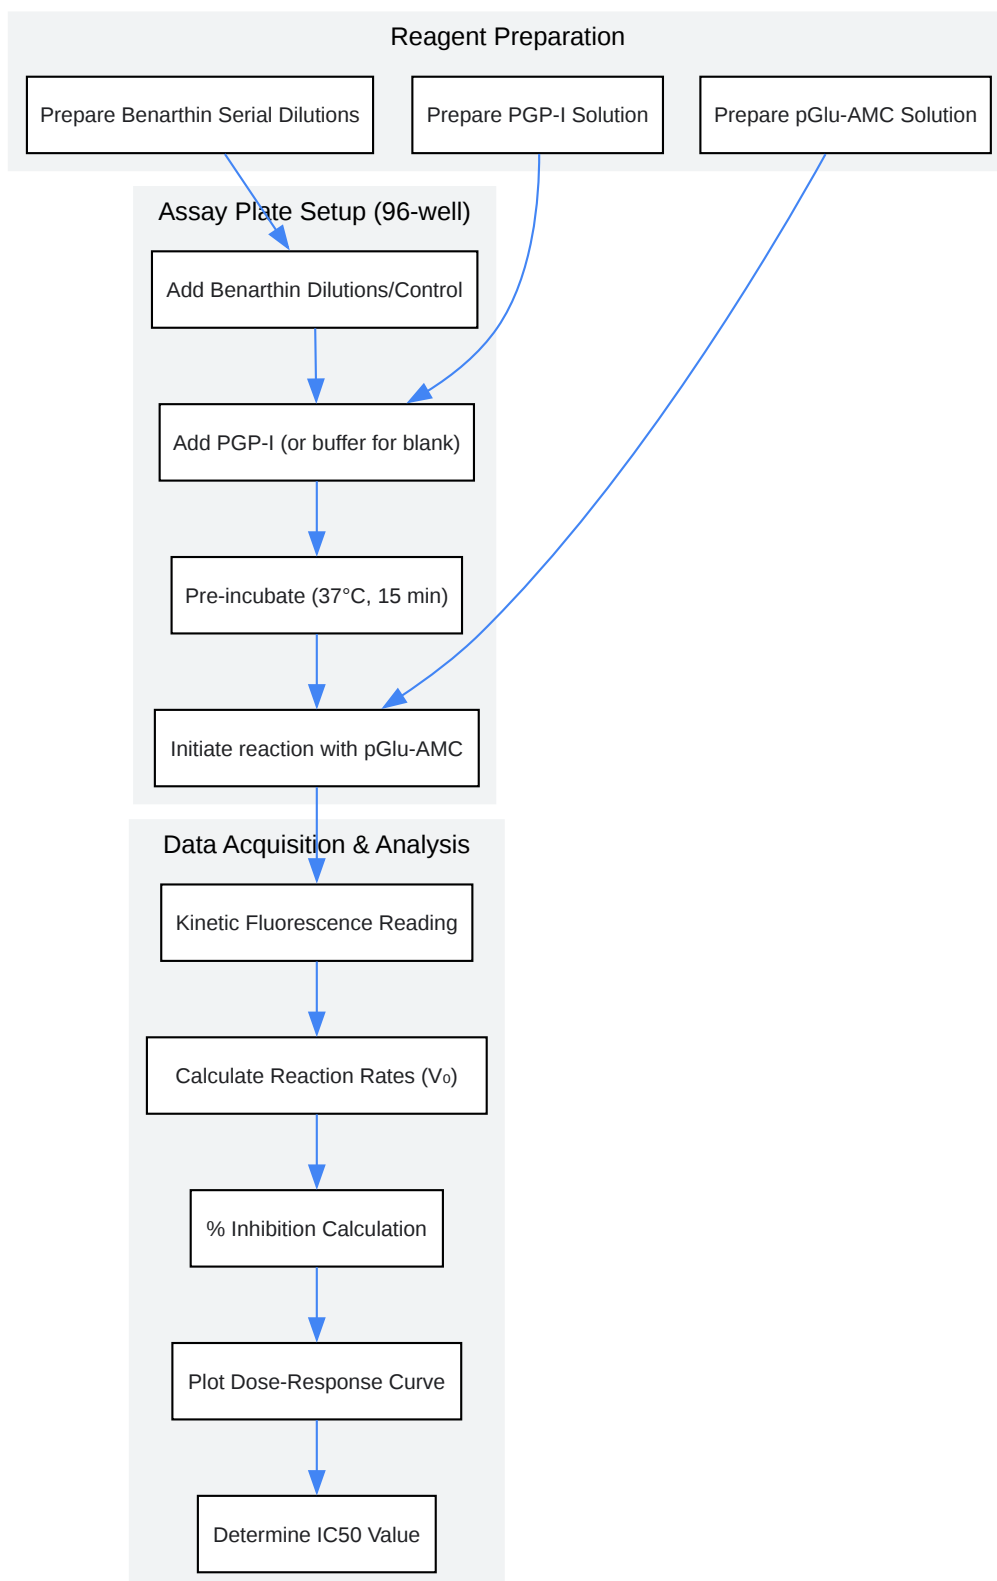 Reagent Preparation
Prepare Benarthin Serial Dilutions
Prepare PGP-I Solution
Prepare pGlu-AMC Solution
Assay Plate Setup (96-well)
Add Benarthin Dilutions/Control
Add PGP-I (or buffer for blank)
Pre-incubate (37°C, 15 min)
Initiate reaction with pGlu-AMC
Data Acquisition & Analysis
Kinetic Fluorescence Reading
Calculate Reaction Rates (V₀)
% Inhibition Calculation
Plot Dose-Response Curve
Determine IC50 Value